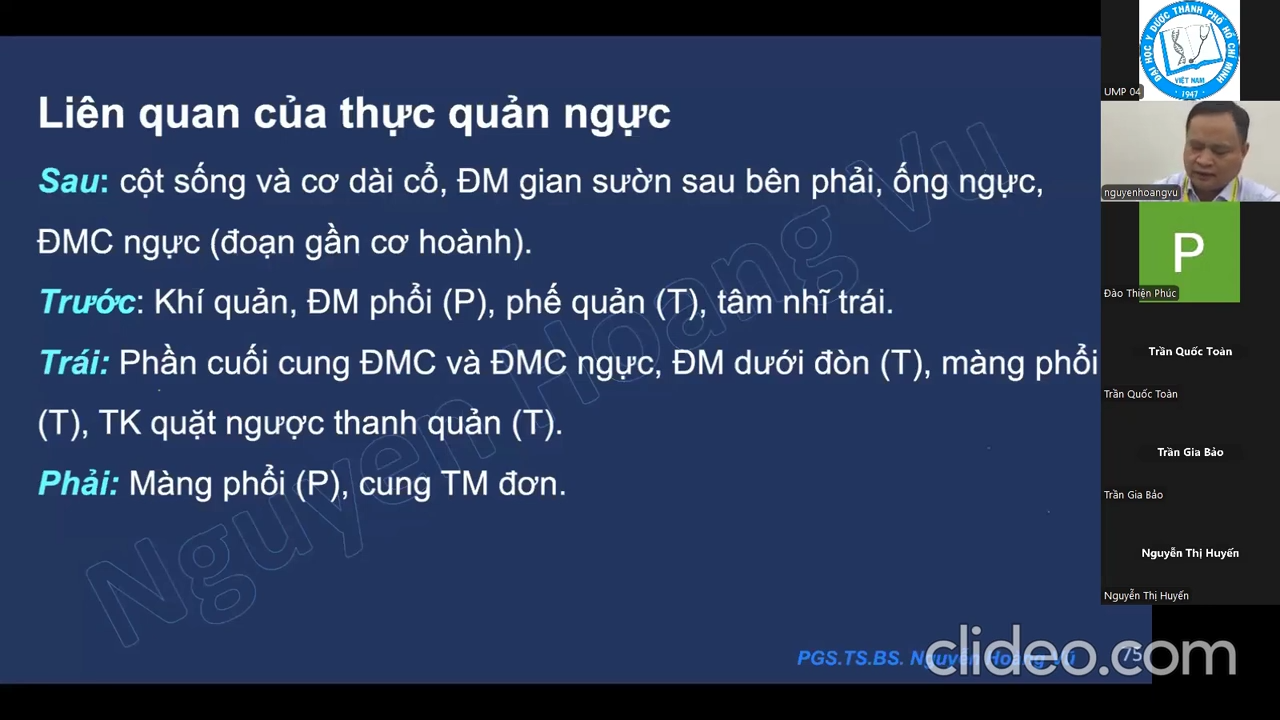 Liên quan của thực quản ngực
Sau: cột sống và cơ dài cổ, ĐM gian sườn sau bên phải, ống ngực,
ĐMC ngực (đoạn gần cơ hoành).
Trước: Khí quản, ĐM phổi (P), phế quản (T), tâm nhĩ trái.
Trái: Phần cuối cung ĐMC và ĐMC ngực, ĐM dưới đòn (T), màng phổi
(T), TK quặt ngược thanh quản (T).
Phải: Màng phổi (P), cung TM đơn.
Nguyen Hoang Vu
PGS.TS.BS. Nguyễn Hoàng Vũ
75
clideo.com
ĐẠI HỌC Y DƯỢC THÀNH PHỐ HỒ CHÍ MINH
VIỆT NAM
1947
UMP 04
nguyenhoangvu
P
Đào Thiện Phúc
Trần Quốc Toàn
Trần Quốc Toàn
Trần Gia Bảo
Trần Gia Bảo
Nguyễn Thị Huyến
Nguyễn Thị Huyến